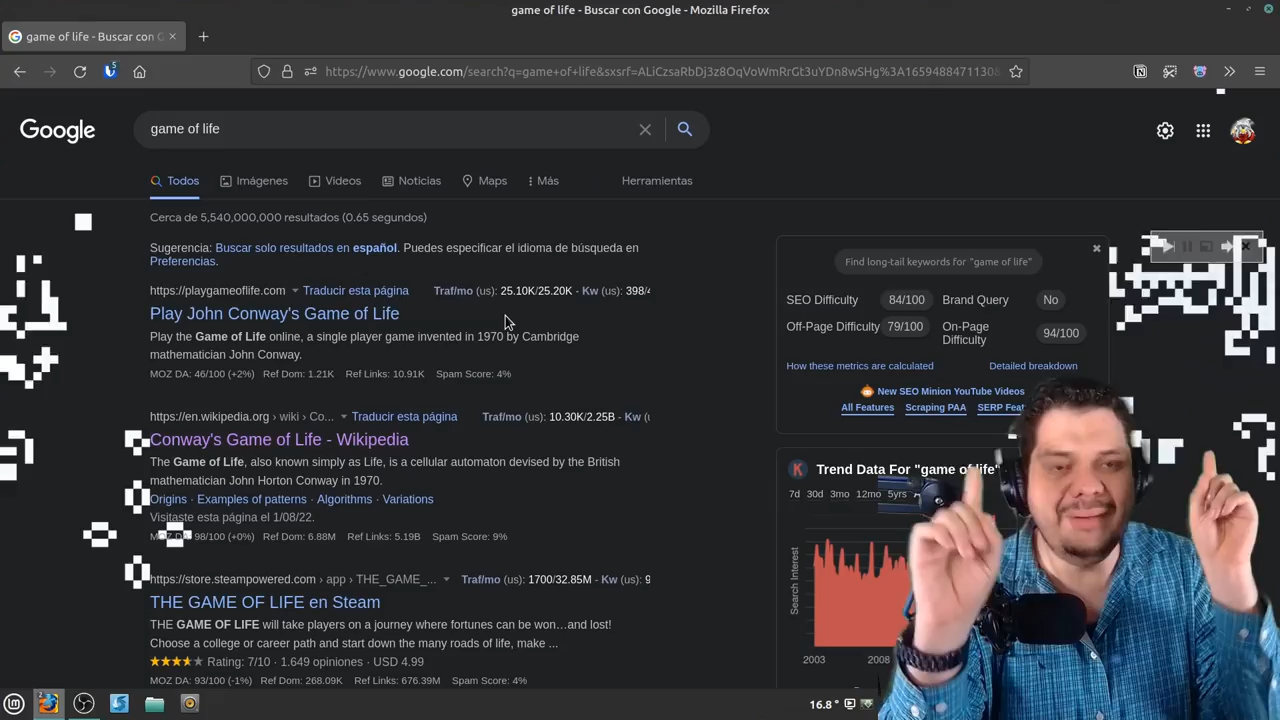 game of life - Buscar con Google - Mozilla Firefox
game of life - Buscar con G
5
https://www.google.com/search?q=game+of+life&sxsrf=ALiCzsaRbDj3z8OqVoWmRrGt3uYDn8wSHg%3A1659488471130
Google
game of life
Todos
Imágenes
Videos
Noticias
Maps
Más
Herramientas
Cerca de 5,540,000,000 resultados (0.65 segundos)
Sugerencia: Buscar solo resultados en español. Puedes especificar el idioma de búsqueda en
Preferencias.
https://playgameoflife.com
Traducir esta página
Traf/mo (us): 25.10K/25.20K - Kw (us): 398/
Play John Conway's Game of Life
Play the Game of Life online, a single player game invented in 1970 by Cambridge
mathematician John Conway.
MOZ DA: 46/100 (+2%) Ref Dom: 1.21K Ref Links: 10.91K Spam Score: 4%
https://en.wikipedia.org › wiki › Co...
Traducir esta página
Traf/mo (us): 10.30K/2.25B - Kw (u
Conway's Game of Life - Wikipedia
The Game of Life, also known simply as Life, is a cellular automaton devised by the British
mathematician John Horton Conway in 1970.
Origins · Examples of patterns · Algorithms · Variations
Visitaste esta página el 1/08/22.
MOZ DA: 98/100 (+0%) Ref Dom: 6.88M Ref Links: 5.19B Spam Score: 9%
https://store.steampowered.com › app › THE_GAME_...
Traf/mo (us): 1700/32.85M - Kw (us): 9
THE GAME OF LIFE en Steam
THE GAME OF LIFE will take players on a journey where fortunes can be won…and lost!
Choose a college or career path and start down the many roads of life, make ...
Rating: 7/10 · 1.649 opiniones · USD 4.99
MOZ DA: 93/100 (-1%) Ref Dom: 268.09K Ref Links: 676.39M Spam Score: 4%
Find long-tail keywords for "game of life"
SEO Difficulty 84/100 Brand Query No
Off-Page Difficulty 79/100 On-Page Difficulty 94/100
How these metrics are calculated
Detailed breakdown
New SEO Minion YouTube Videos
All Features
Scraping PAA
SERP Feat
K
Trend Data For "game of life"
7d 30d 3mo 12mo 5yrs
Search Interest
2003
2008
16.8 °